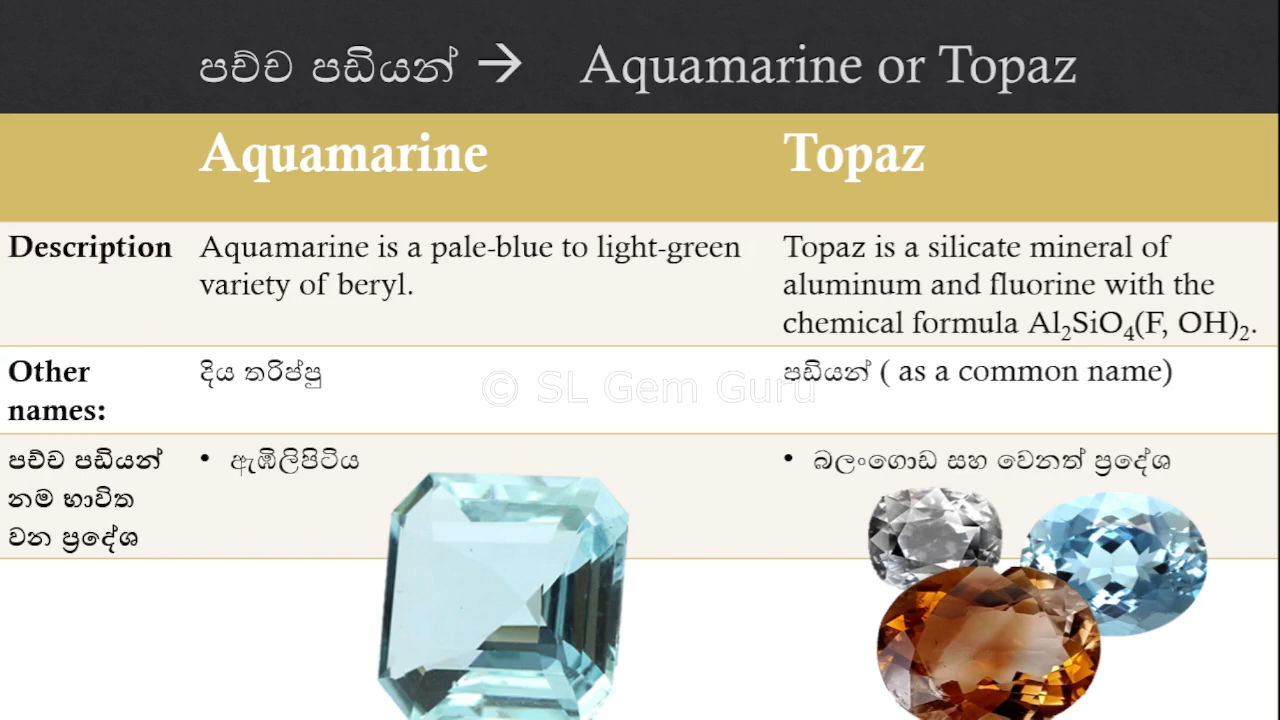 පච්ච පඩියන් → Aquamarine or Topaz
Aquamarine
Topaz
Description
Aquamarine is a pale-blue to light-green
variety of beryl.
Topaz is a silicate mineral of
aluminum and fluorine with the
chemical formula Al₂SiO₄(F, OH)₂.
Other
names:
දිය තරිප්පු
පඩියන් ( as a common name)
© SL Gem Guru
පච්ච පඩියන්
නම භාවිත
වන ප්‍රදේශ
• ඇඹිලිපිටිය
• බලංගොඩ සහ වෙනත් ප්‍රදේශ